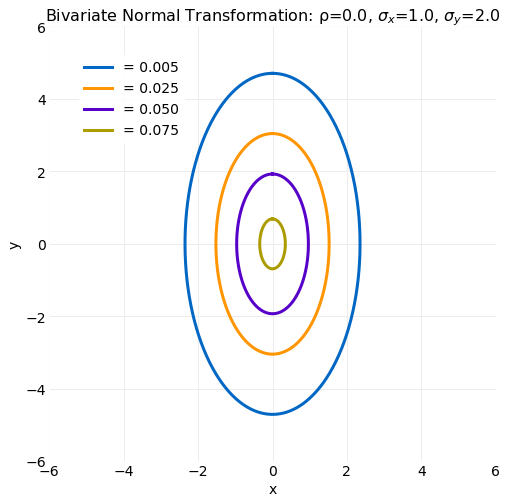 Bivariate Normal Transformation: ρ=0.0, σₓ=1.0, σᵧ=2.0
= 0.005
= 0.025
= 0.050
= 0.075
6
4
2
0
−2
−4
−6
y
−6 −4 −2 0 2 4 6
x